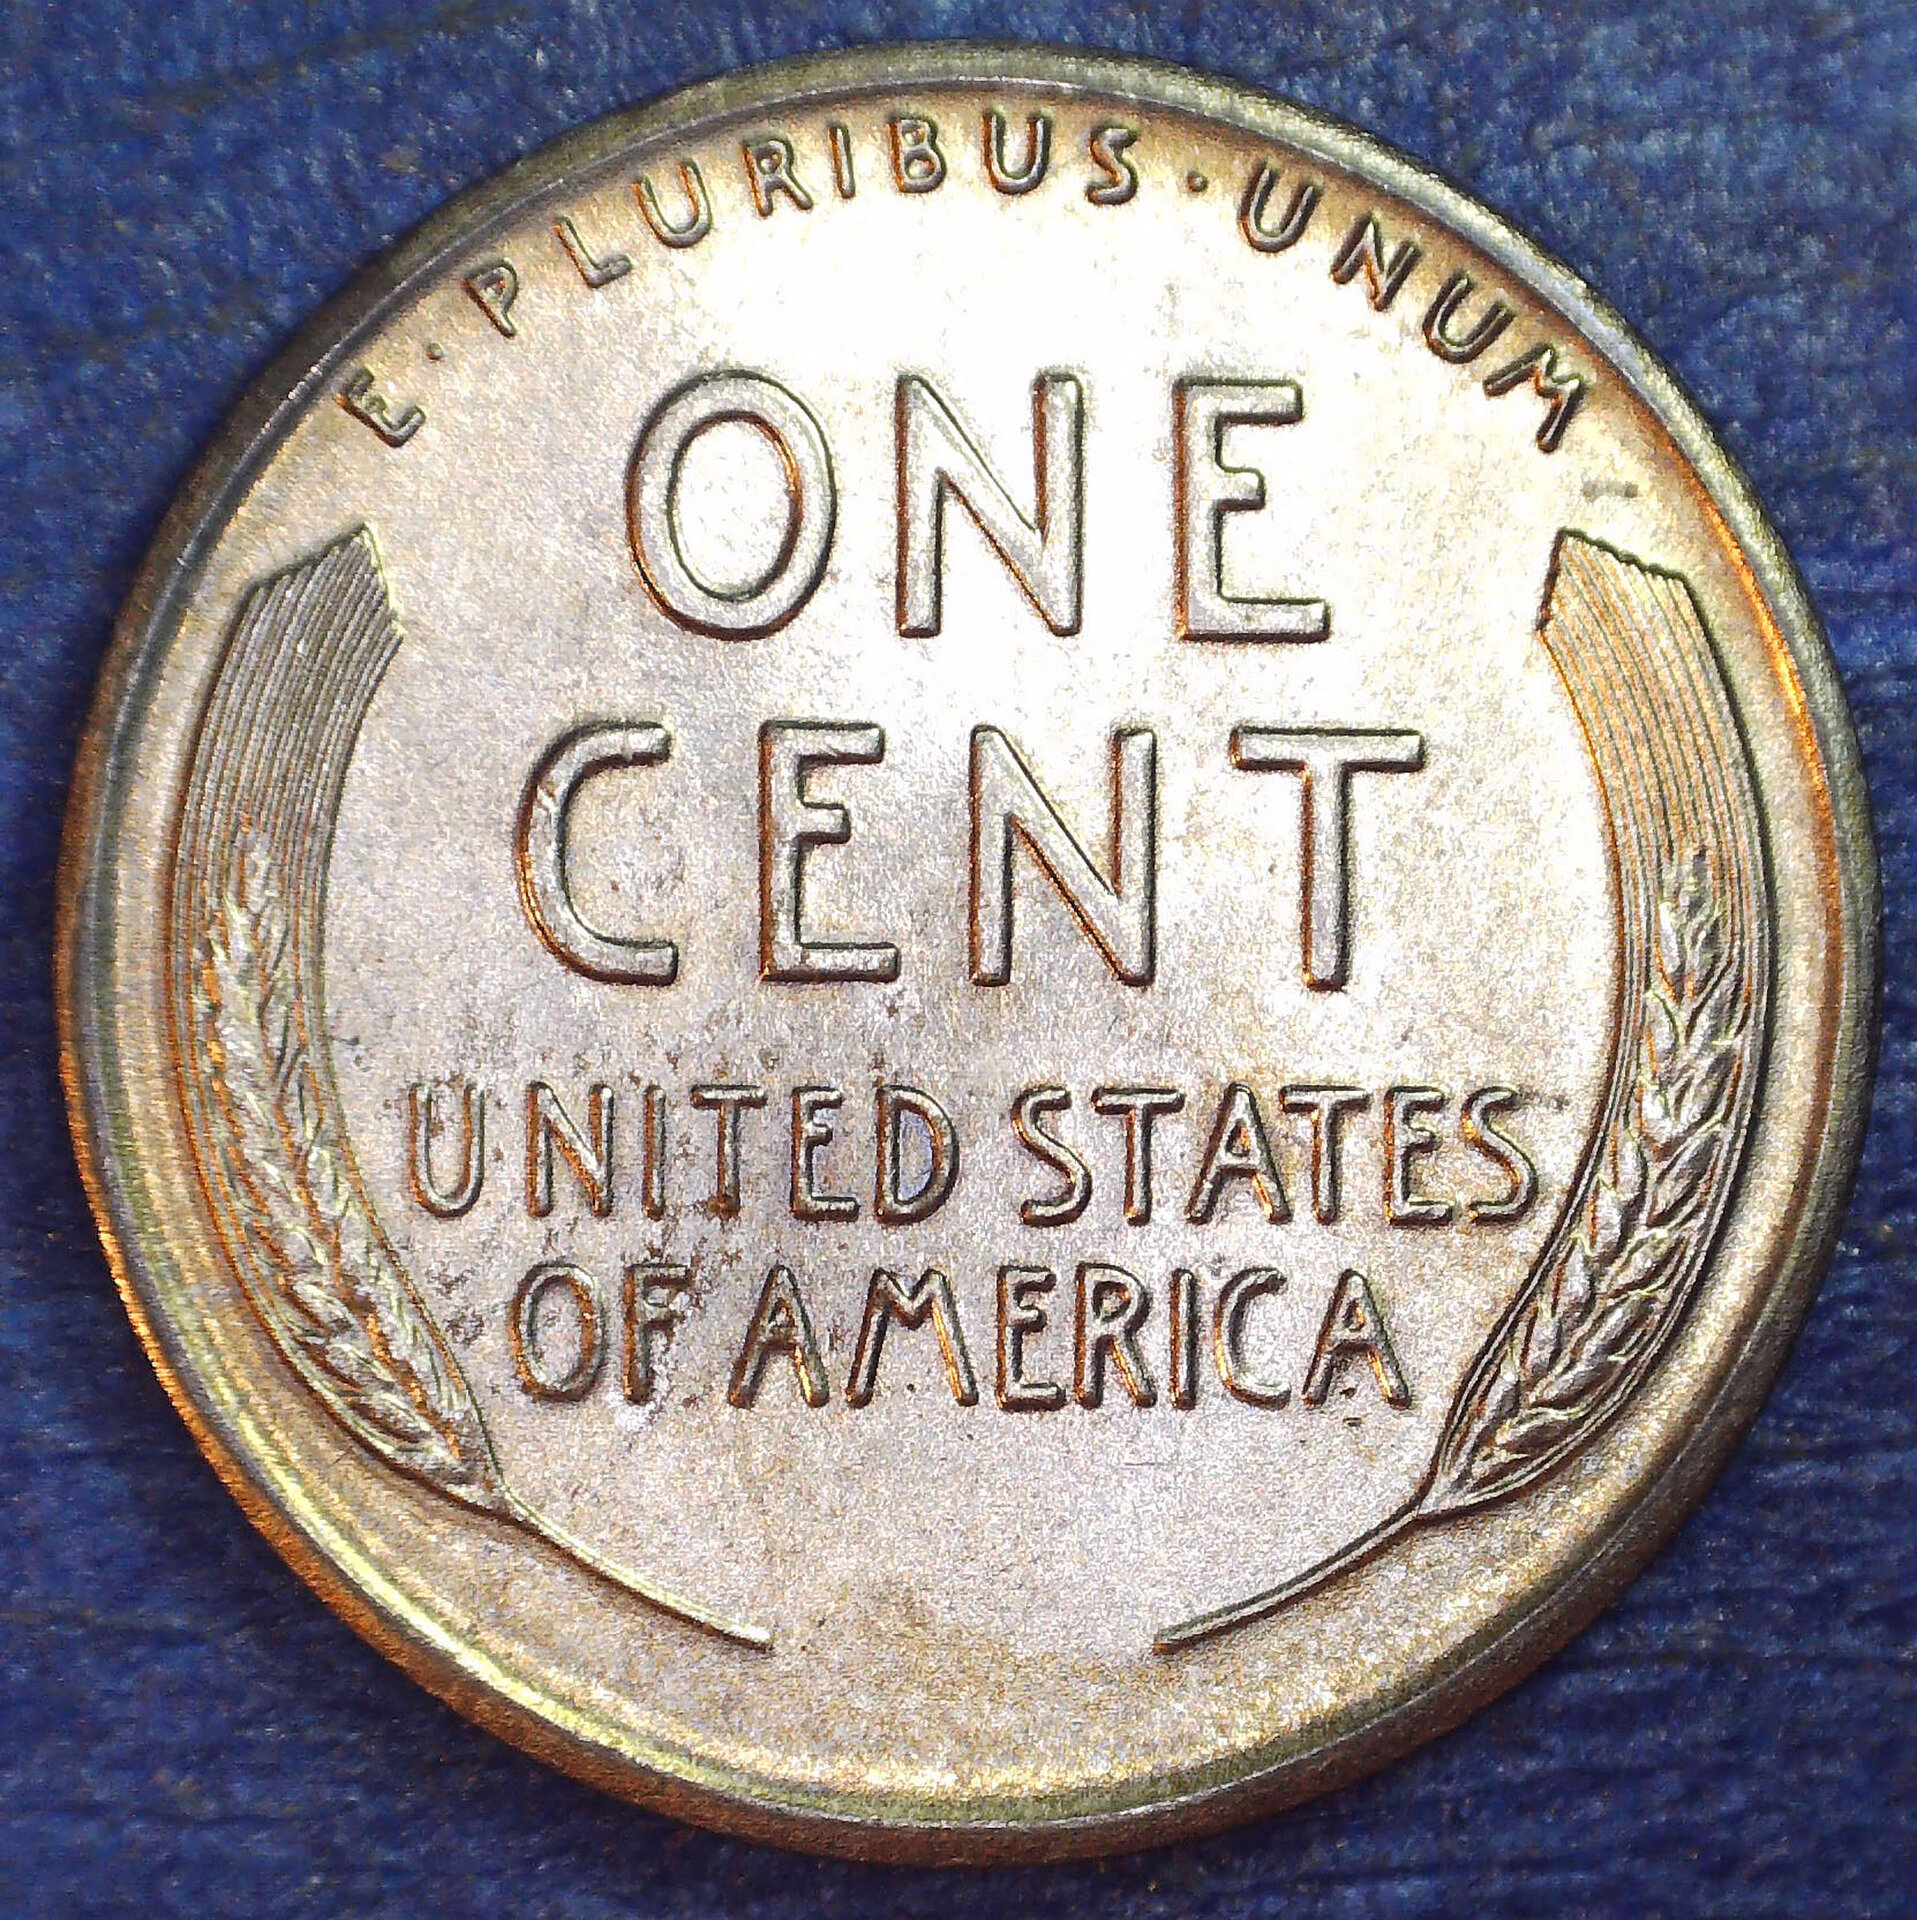 E · PLURIBUS · UNUM
ONE
CENT
UNITED STATES
OF AMERICA